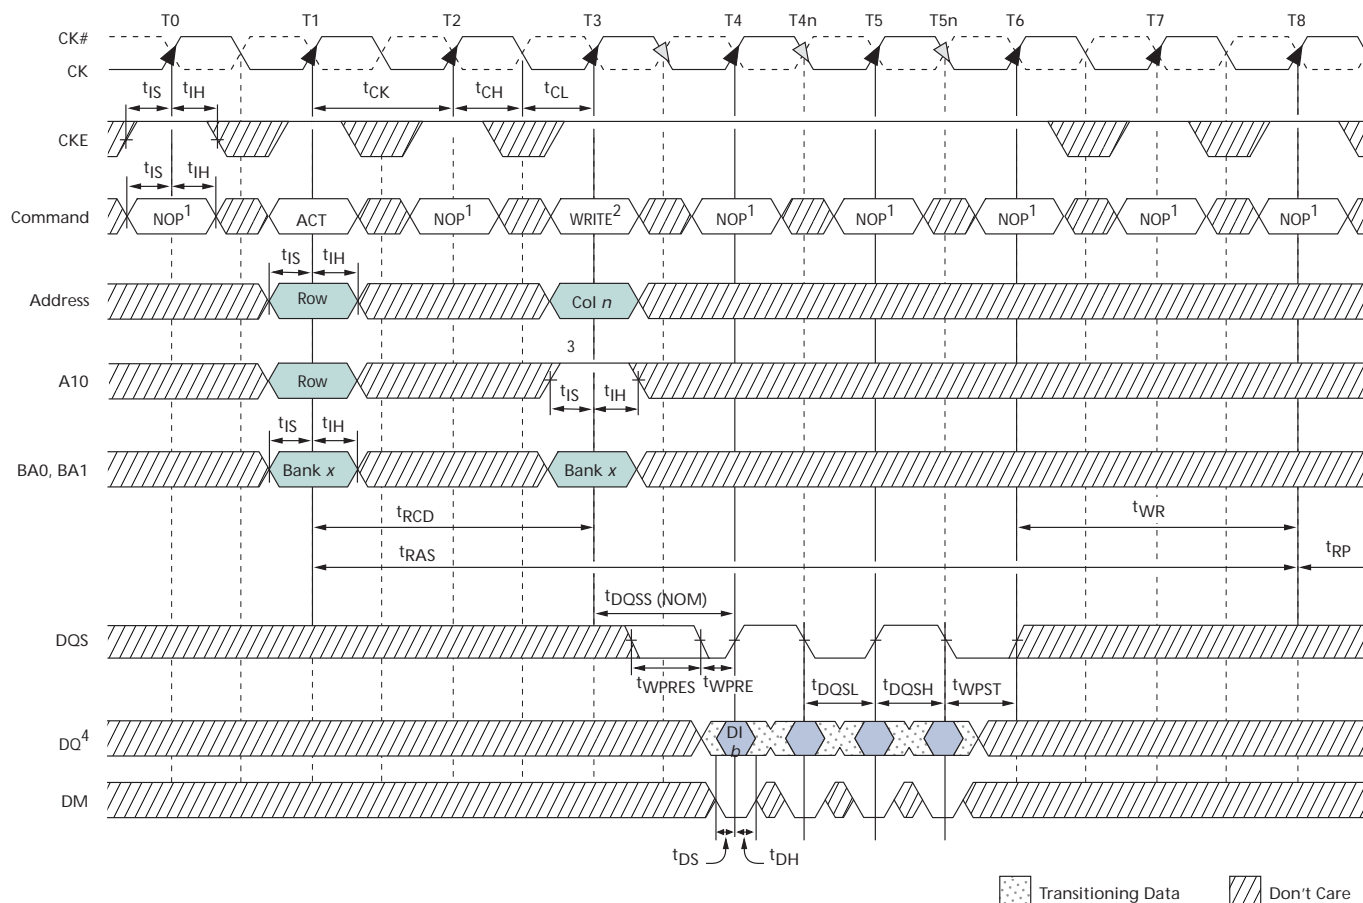 T0 T1 T2 T3 T4 T4n T5 T5n T6 T7 T8
CK#
CK
tIS tIH tCK tCH tCL
CKE
tIS tIH
Command NOP1 ACT NOP1 WRITE2 NOP1 NOP1 NOP1 NOP1 NOP1
tIS tIH
Address Row Col n
3
A10 Row
tIS tIH
tIS tIH
BA0, BA1 Bank x Bank x
tRCD tWR
tRAS tRP
tDQSS (NOM)
DQS
tWPRES tWPRE tDQSL tDQSH tWPST
DQ4 DI
b
DM
tDS tDH
Transitioning Data Don't Care